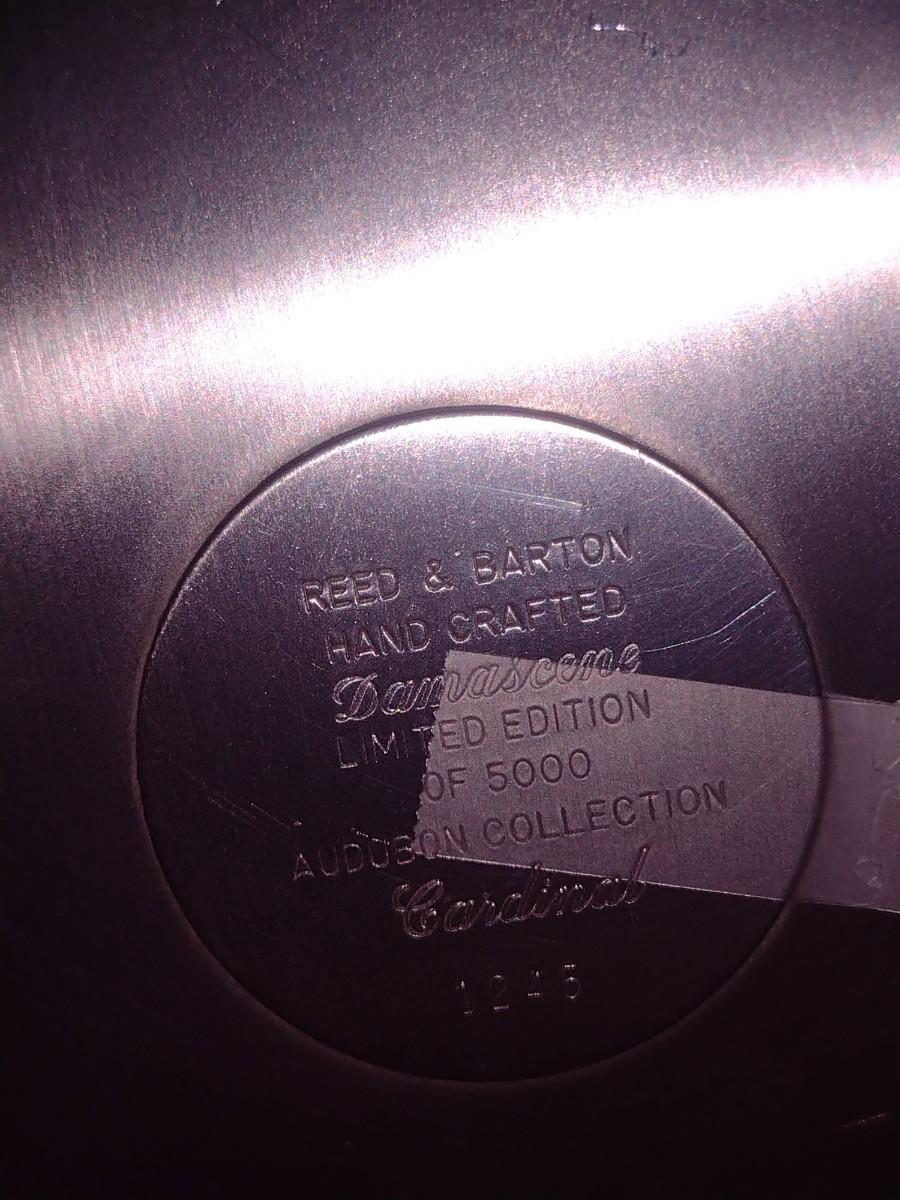 REED & BARTON
HAND CRAFTED
Damascene
LIMITED EDITION
OF 5000
AUDUBON COLLECTION
Cardinal
1245